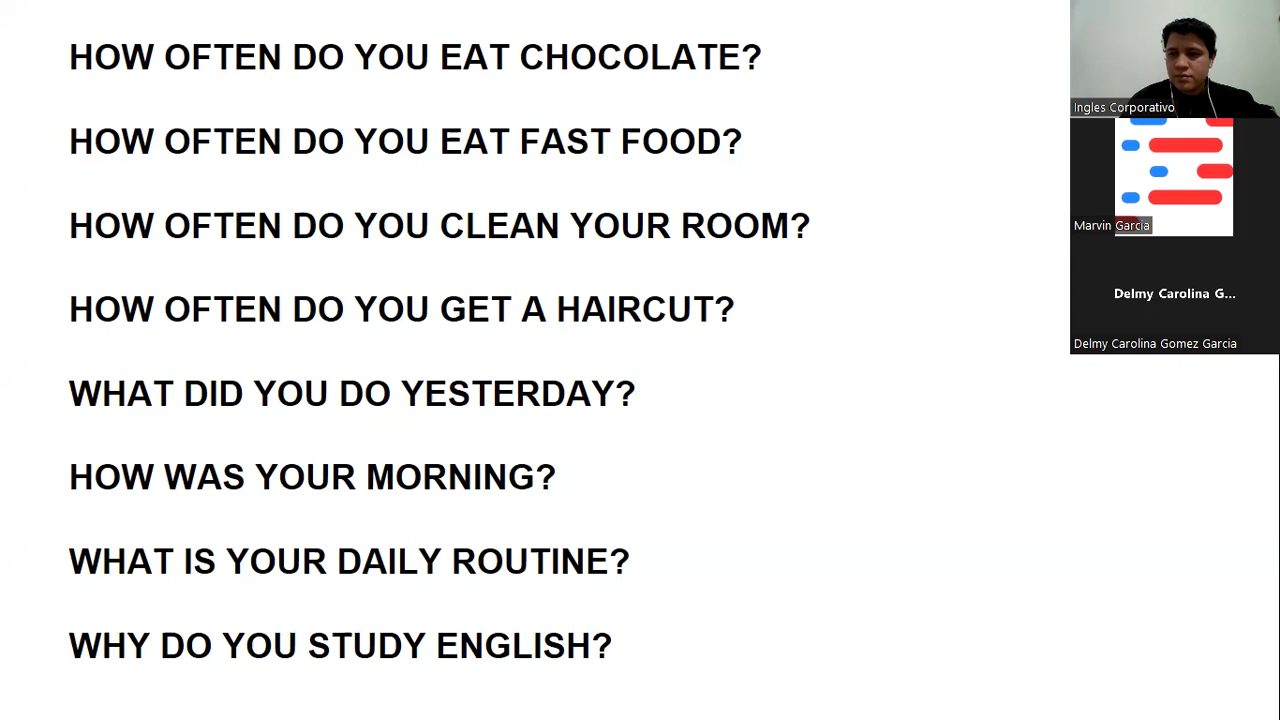 HOW OFTEN DO YOU EAT CHOCOLATE?
HOW OFTEN DO YOU EAT FAST FOOD?
HOW OFTEN DO YOU CLEAN YOUR ROOM?
HOW OFTEN DO YOU GET A HAIRCUT?
WHAT DID YOU DO YESTERDAY?
HOW WAS YOUR MORNING?
WHAT IS YOUR DAILY ROUTINE?
WHY DO YOU STUDY ENGLISH?
Ingles Corporativo
Marvin Garcia
Delmy Carolina G...
Delmy Carolina Gomez Garcia